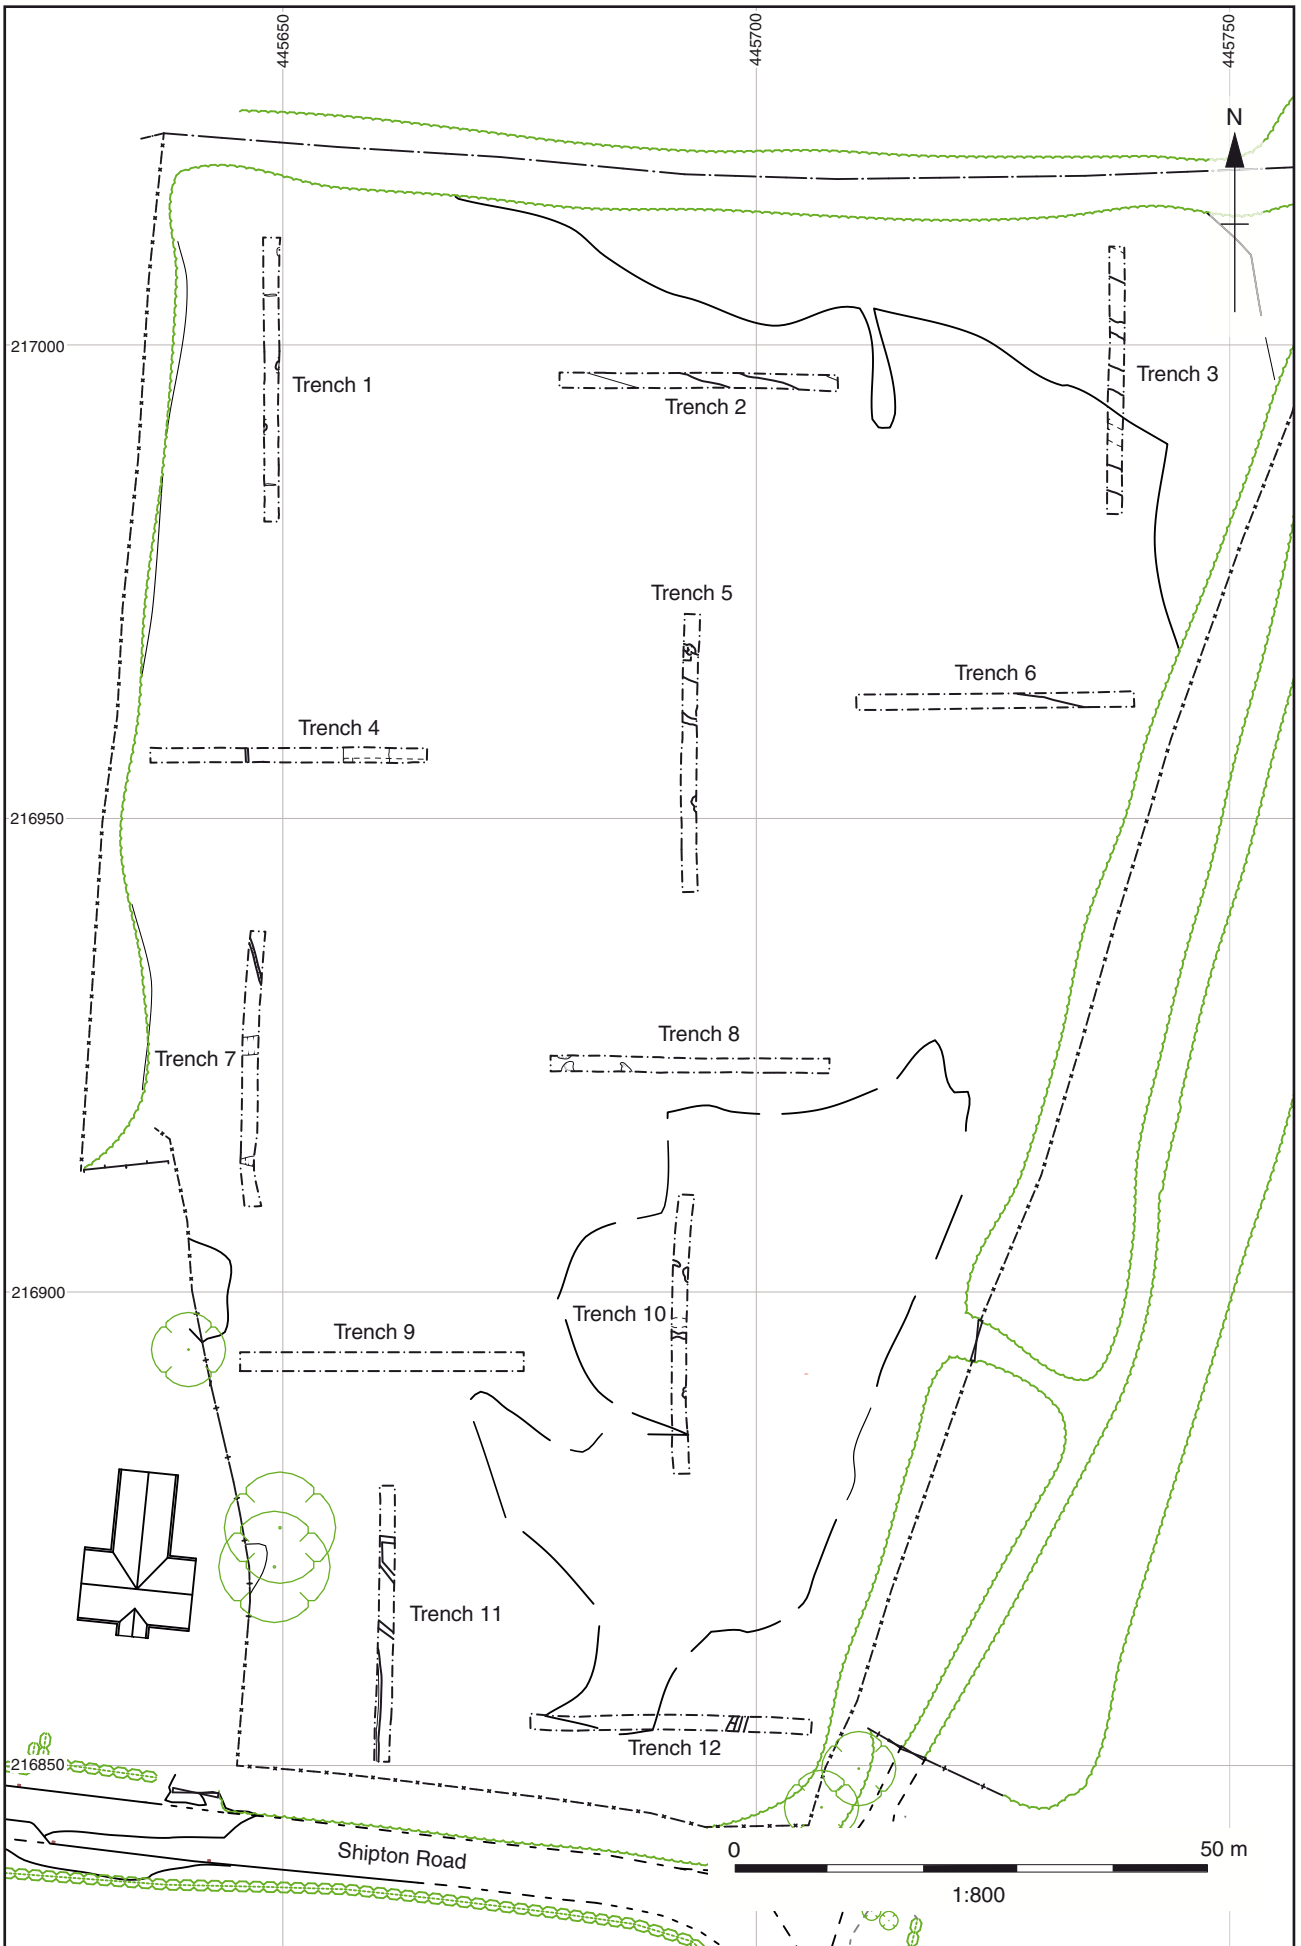 445650
445700
445750
N
217000
Trench 1
Trench 2
Trench 3
Trench 5
Trench 6
Trench 4
216950
Trench 8
Trench 7
216900
Trench 10
Trench 9
Trench 11
Trench 12
216850
Shipton Road
0
50 m
1:800